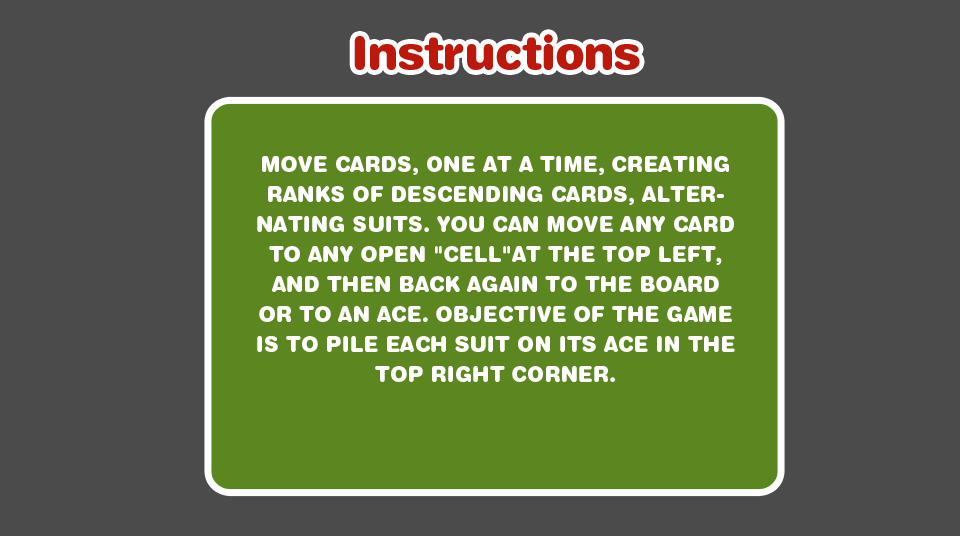 Instructions
MOVE CARDS, ONE AT A TIME, CREATING
RANKS OF DESCENDING CARDS, ALTER-
NATING SUITS. YOU CAN MOVE ANY CARD
TO ANY OPEN "CELL"AT THE TOP LEFT,
AND THEN BACK AGAIN TO THE BOARD
OR TO AN ACE. OBJECTIVE OF THE GAME
IS TO PILE EACH SUIT ON ITS ACE IN THE
TOP RIGHT CORNER.